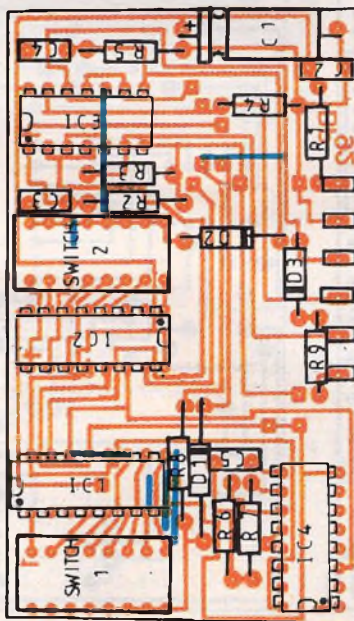 C4
R5
+
C1
C2
IC3
R4
R1
R3
C3
R2
SWITCH
2
D2
D3
IC2
R9
R8
D1
C5
IC1
R6
R7
IC4
SWITCH
1